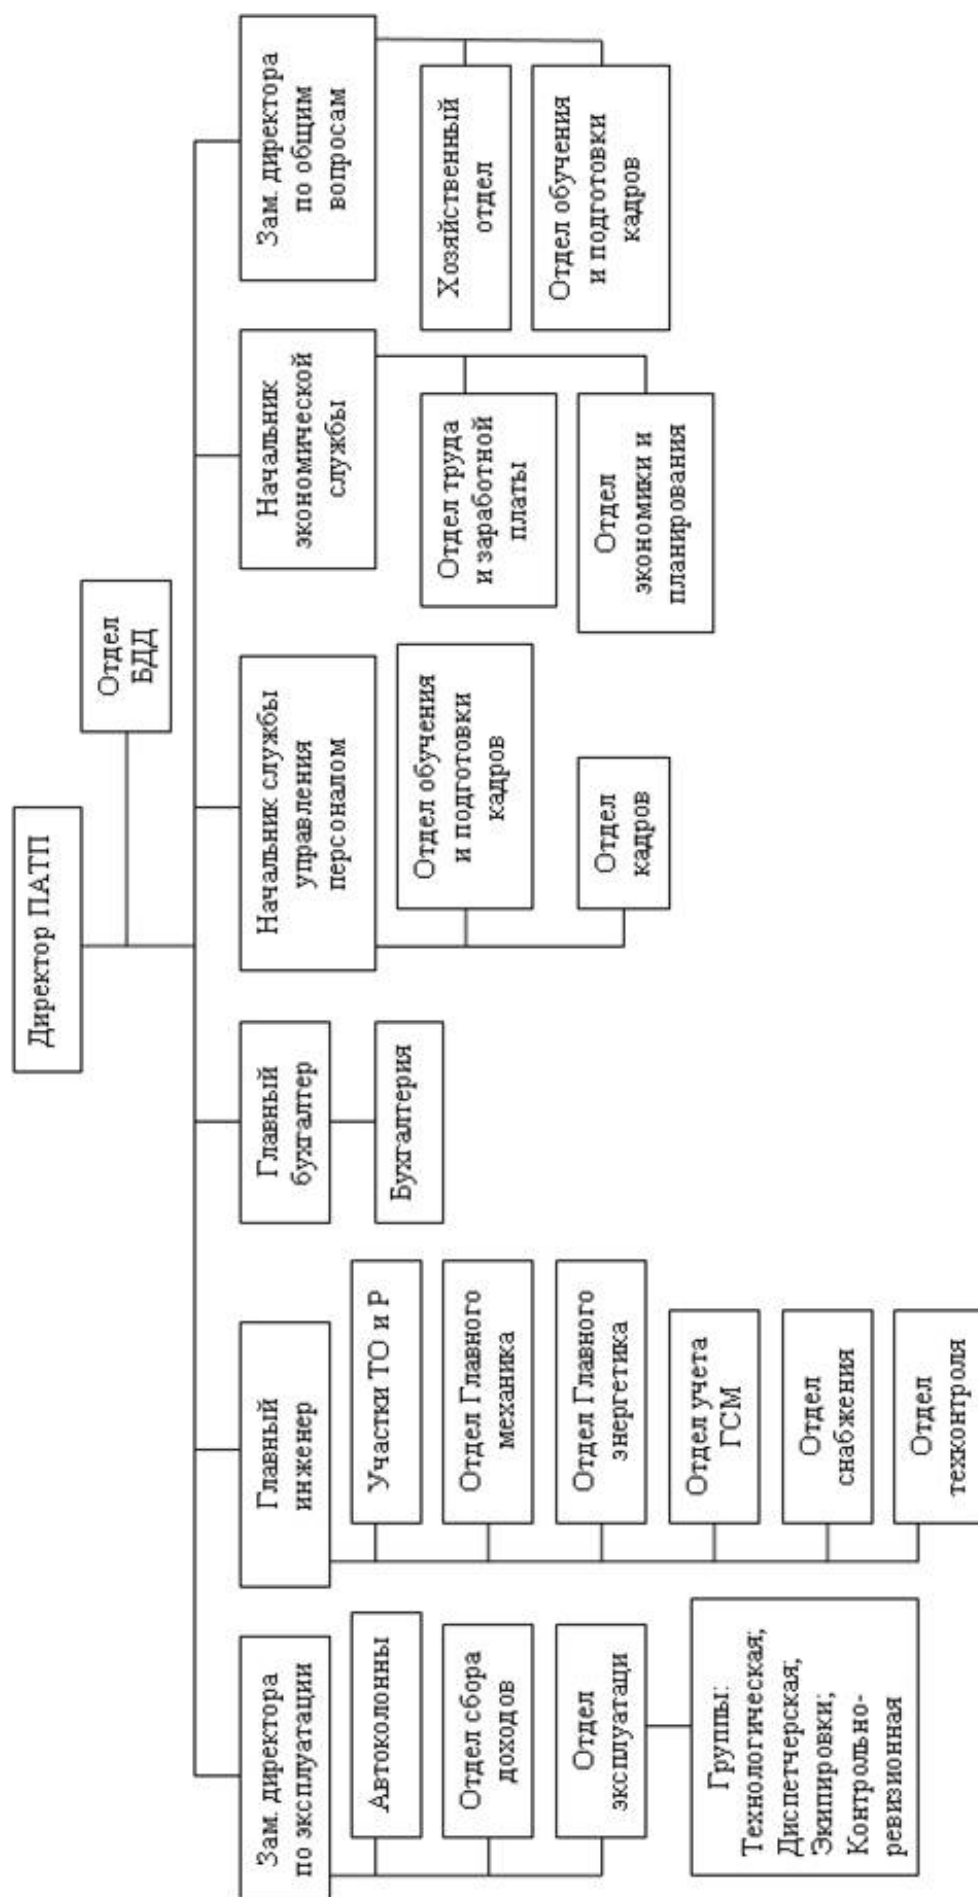 Директор ПАТП
Отдел
БДД
Зам. директора
по эксплуатации
Автоколонны
Отдел сбора
доходов
Отдел
эксплуатаци
Группы:
Технологическая;
Диспетчерская;
Экипировки;
Контрольно-
ревизионная
Главный
инженер
Участки ТО и Р
Отдел Главного
механика
Отдел Главного
энергетика
Отдел учета
ГСМ
Отдел
снабжения
Отдел
техконтроля
Главный
бухгалтер
Бухгалтерия
Начальник службы
управления
персоналом
Отдел обучения
и подготовки
кадров
Отдел
кадров
Начальник
экономической
службы
Отдел труда
и заработной
платы
Отдел
экономики и
планирования
Зам. директора
по общим
вопросам
Хозяйственный
отдел
Отдел обучения
и подготовки
кадров